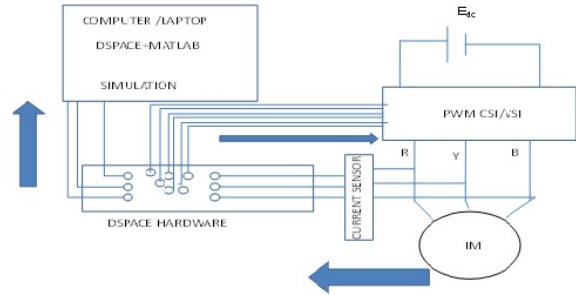 COMPUTER /LAPTOP
DSPACE+MATLAB
SIMULATION
Edc
PWM CSI/VSI
R
Y
B
CURRENT SENSOR
DSPACE HARDWARE
IM